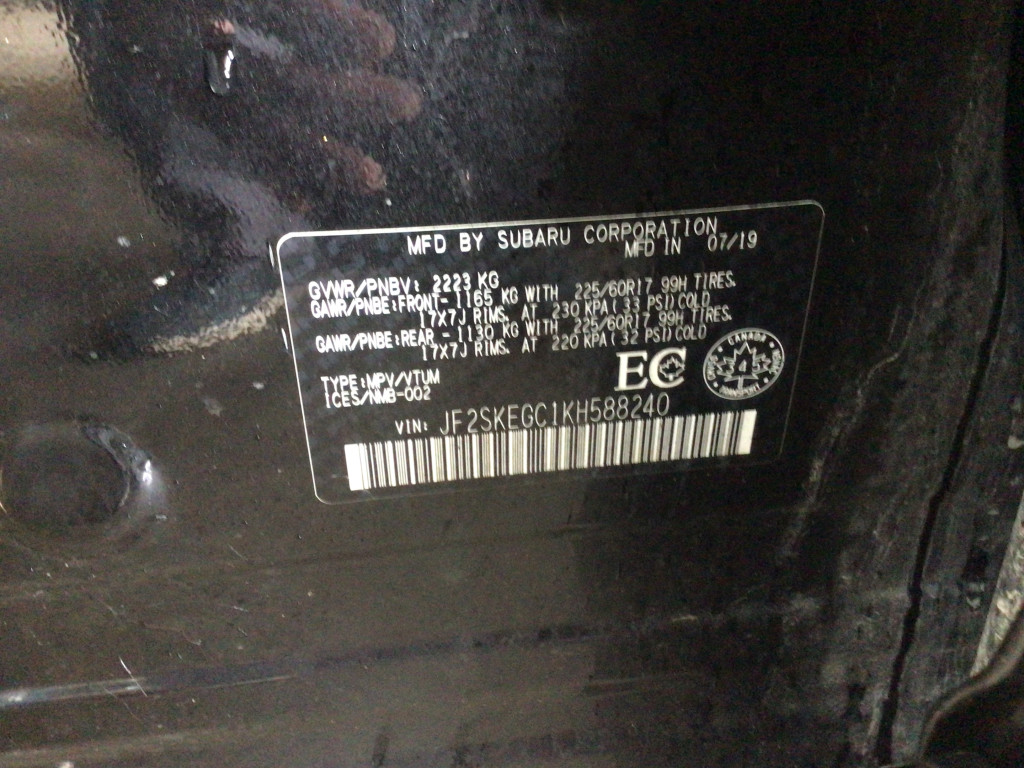 MFD BY SUBARU CORPORATION
MFD IN 07/19
GVWR/PNBV: 2223 KG
GAWR/PNBE:FRONT- 1165 KG WITH 225/60R17 99H TIRES.
17X7J RIMS. AT 230 KPA(33 PSI)COLD
GAWR/PNBE:REAR -1130 KG WITH 225/60R17 99H TIRES.
17X7J RIMS. AT 220 KPA(32 PSI)COLD
EC
CANADA
TRANSPORT
TYPE:MPV/VTUM
ICES/NMB-002
VIN: JF2SKEGC1KH588240